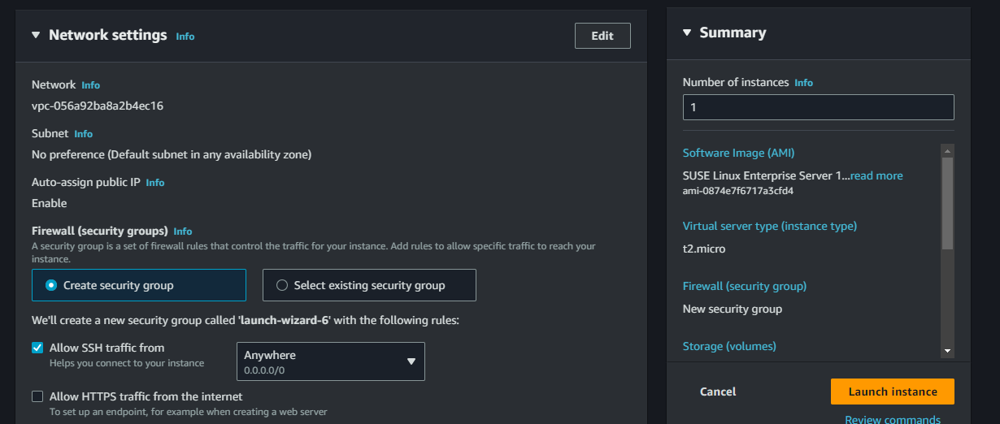 Network settings Info
Edit
Network Info
vpc-056a92ba8a2b4ec16
Subnet Info
No preference (Default subnet in any availability zone)
Auto-assign public IP Info
Enable
Firewall (security groups) Info
A security group is a set of firewall rules that control the traffic for your instance. Add rules to allow specific traffic to reach your
instance.
Create security group
Select existing security group
We'll create a new security group called 'launch-wizard-6' with the following rules:
Allow SSH traffic from
Helps you connect to your instance
Anywhere
0.0.0.0/0
Allow HTTPS traffic from the internet
To set up an endpoint, for example when creating a web server
Summary
Number of instances Info
1
Software Image (AMI)
SUSE Linux Enterprise Server 1...read more
ami-0874e7f6717a3cfd4
Virtual server type (instance type)
t2.micro
Firewall (security group)
New security group
Storage (volumes)
Cancel
Launch instance
Review commands